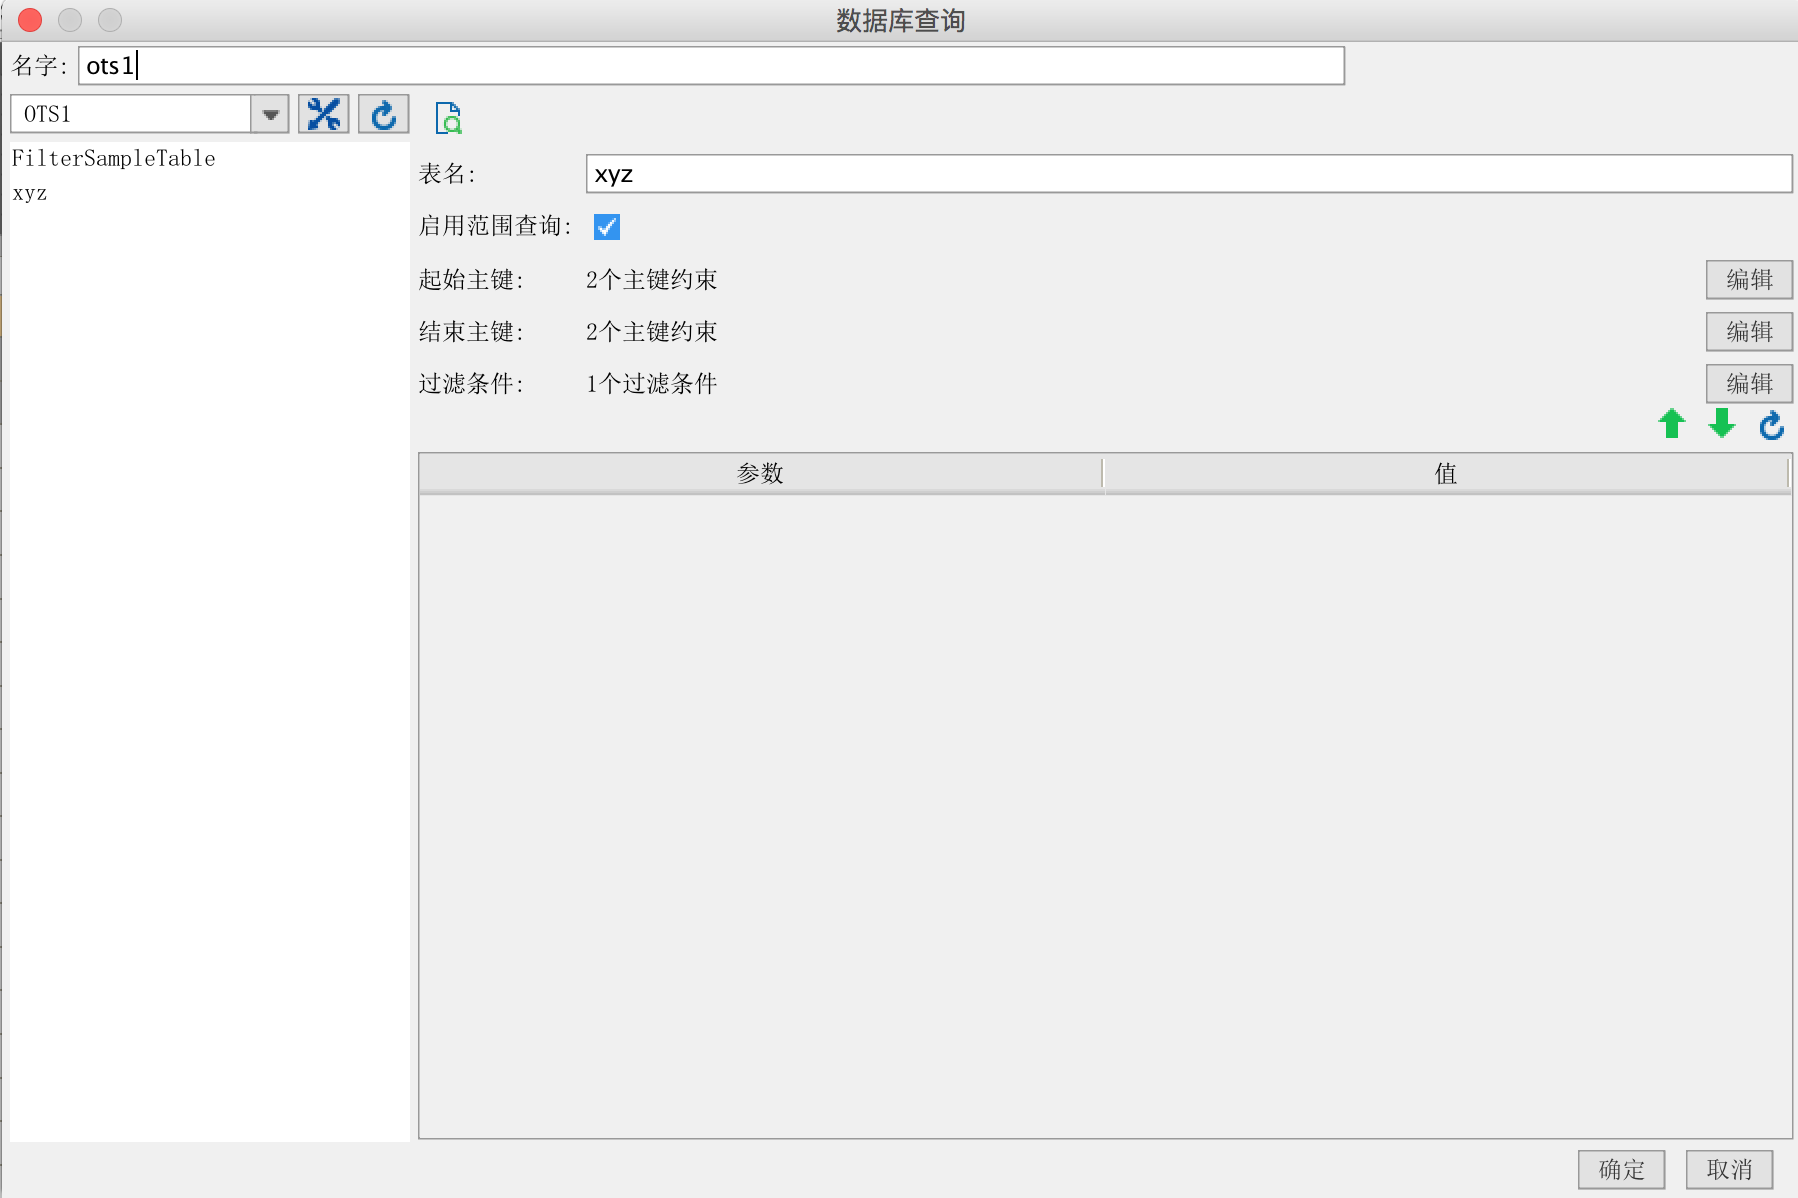 数据库查询
名字: ots1
OTS1
FilterSampleTable
xyz
表名: xyz
启用范围查询:
起始主键: 2个主键约束 编辑
结束主键: 2个主键约束 编辑
过滤条件: 1个过滤条件 编辑
参数 值
确定 取消